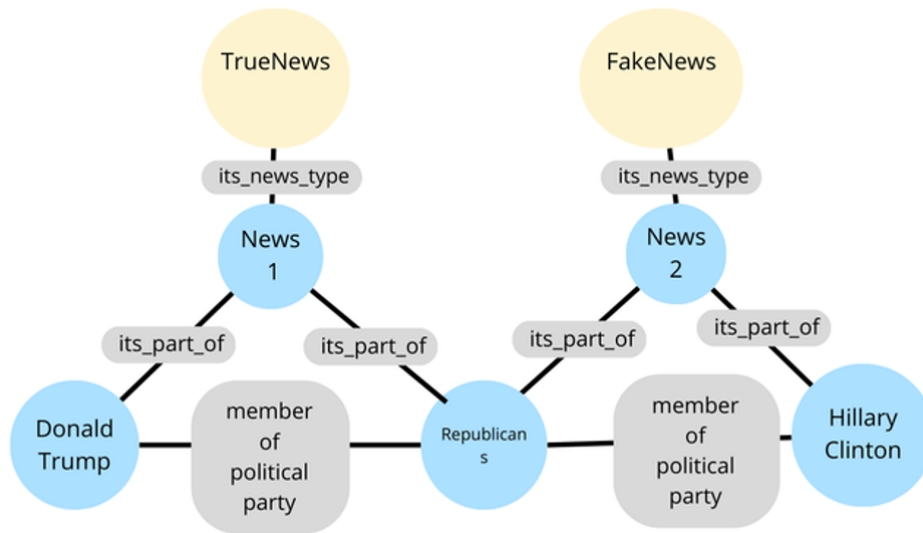 TrueNews
FakeNews
its_news_type
its_news_type
News
1
News
2
its_part_of
its_part_of
its_part_of
its_part_of
Donald
Trump
member
of
political
party
Republican
s
member
of
political
party
Hillary
Clinton